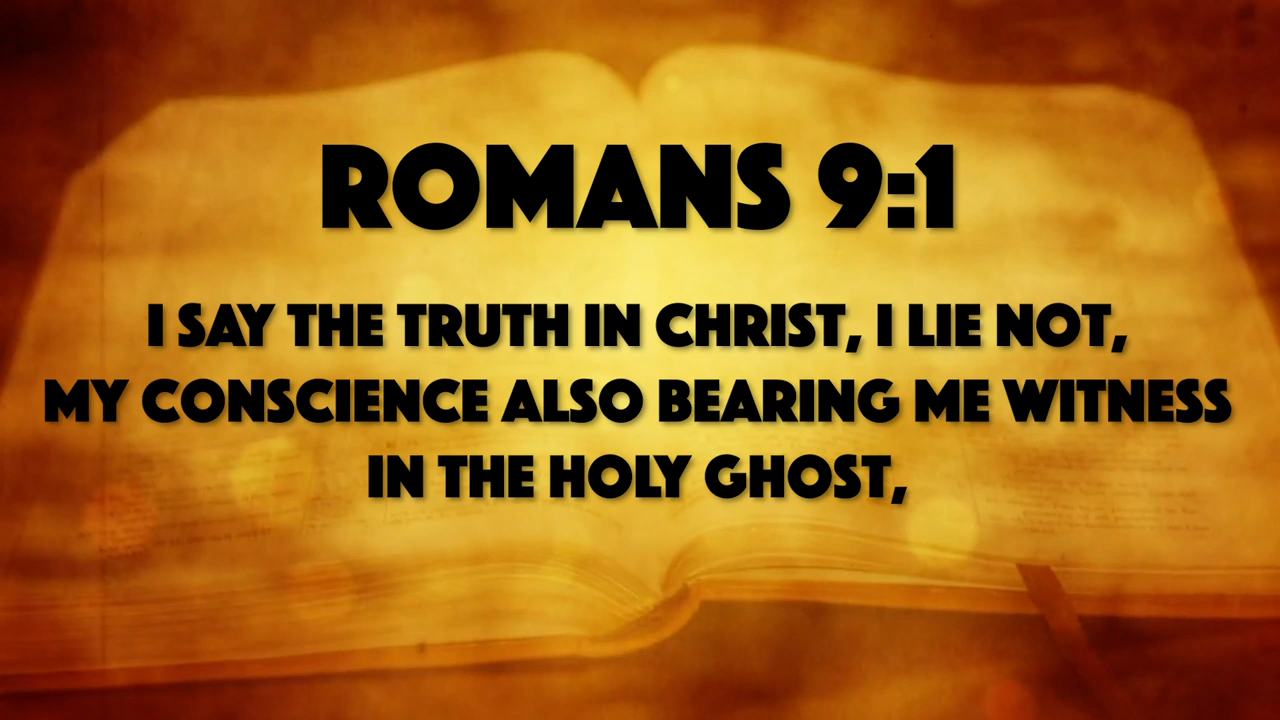 ROMANS 9:1
I SAY THE TRUTH IN CHRIST, I LIE NOT,
MY CONSCIENCE ALSO BEARING ME WITNESS
IN THE HOLY GHOST,